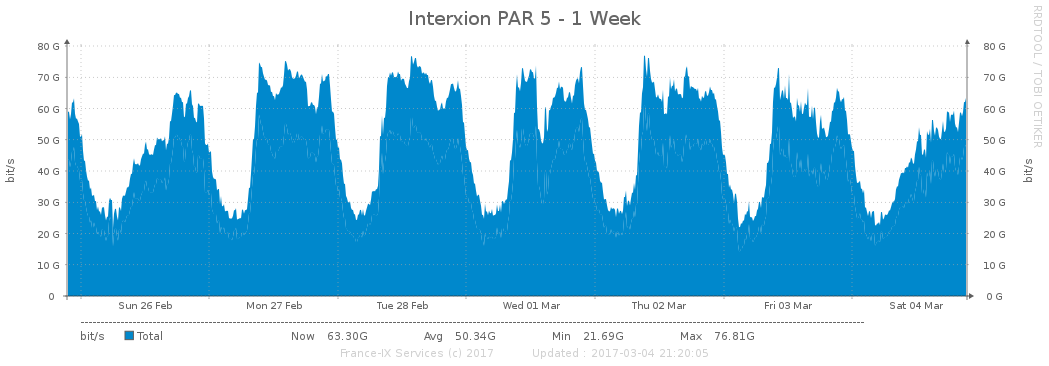 Interxion PAR 5 - 1 Week
RRDTOOL / TOBI OETIKER
80 G 80 G
70 G 70 G
60 G 60 G
50 G 50 G
40 G 40 G
30 G 30 G
20 G 20 G
10 G 10 G
0 0 G
bit/s
bit/s
Sun 26 Feb Mon 27 Feb Tue 28 Feb Wed 01 Mar Thu 02 Mar Fri 03 Mar Sat 04 Mar
bit/s Total Now 63.30G Avg 50.34G Min 21.69G Max 76.81G
France-IX Services (c) 2017 Updated : 2017-03-04 21:20:05